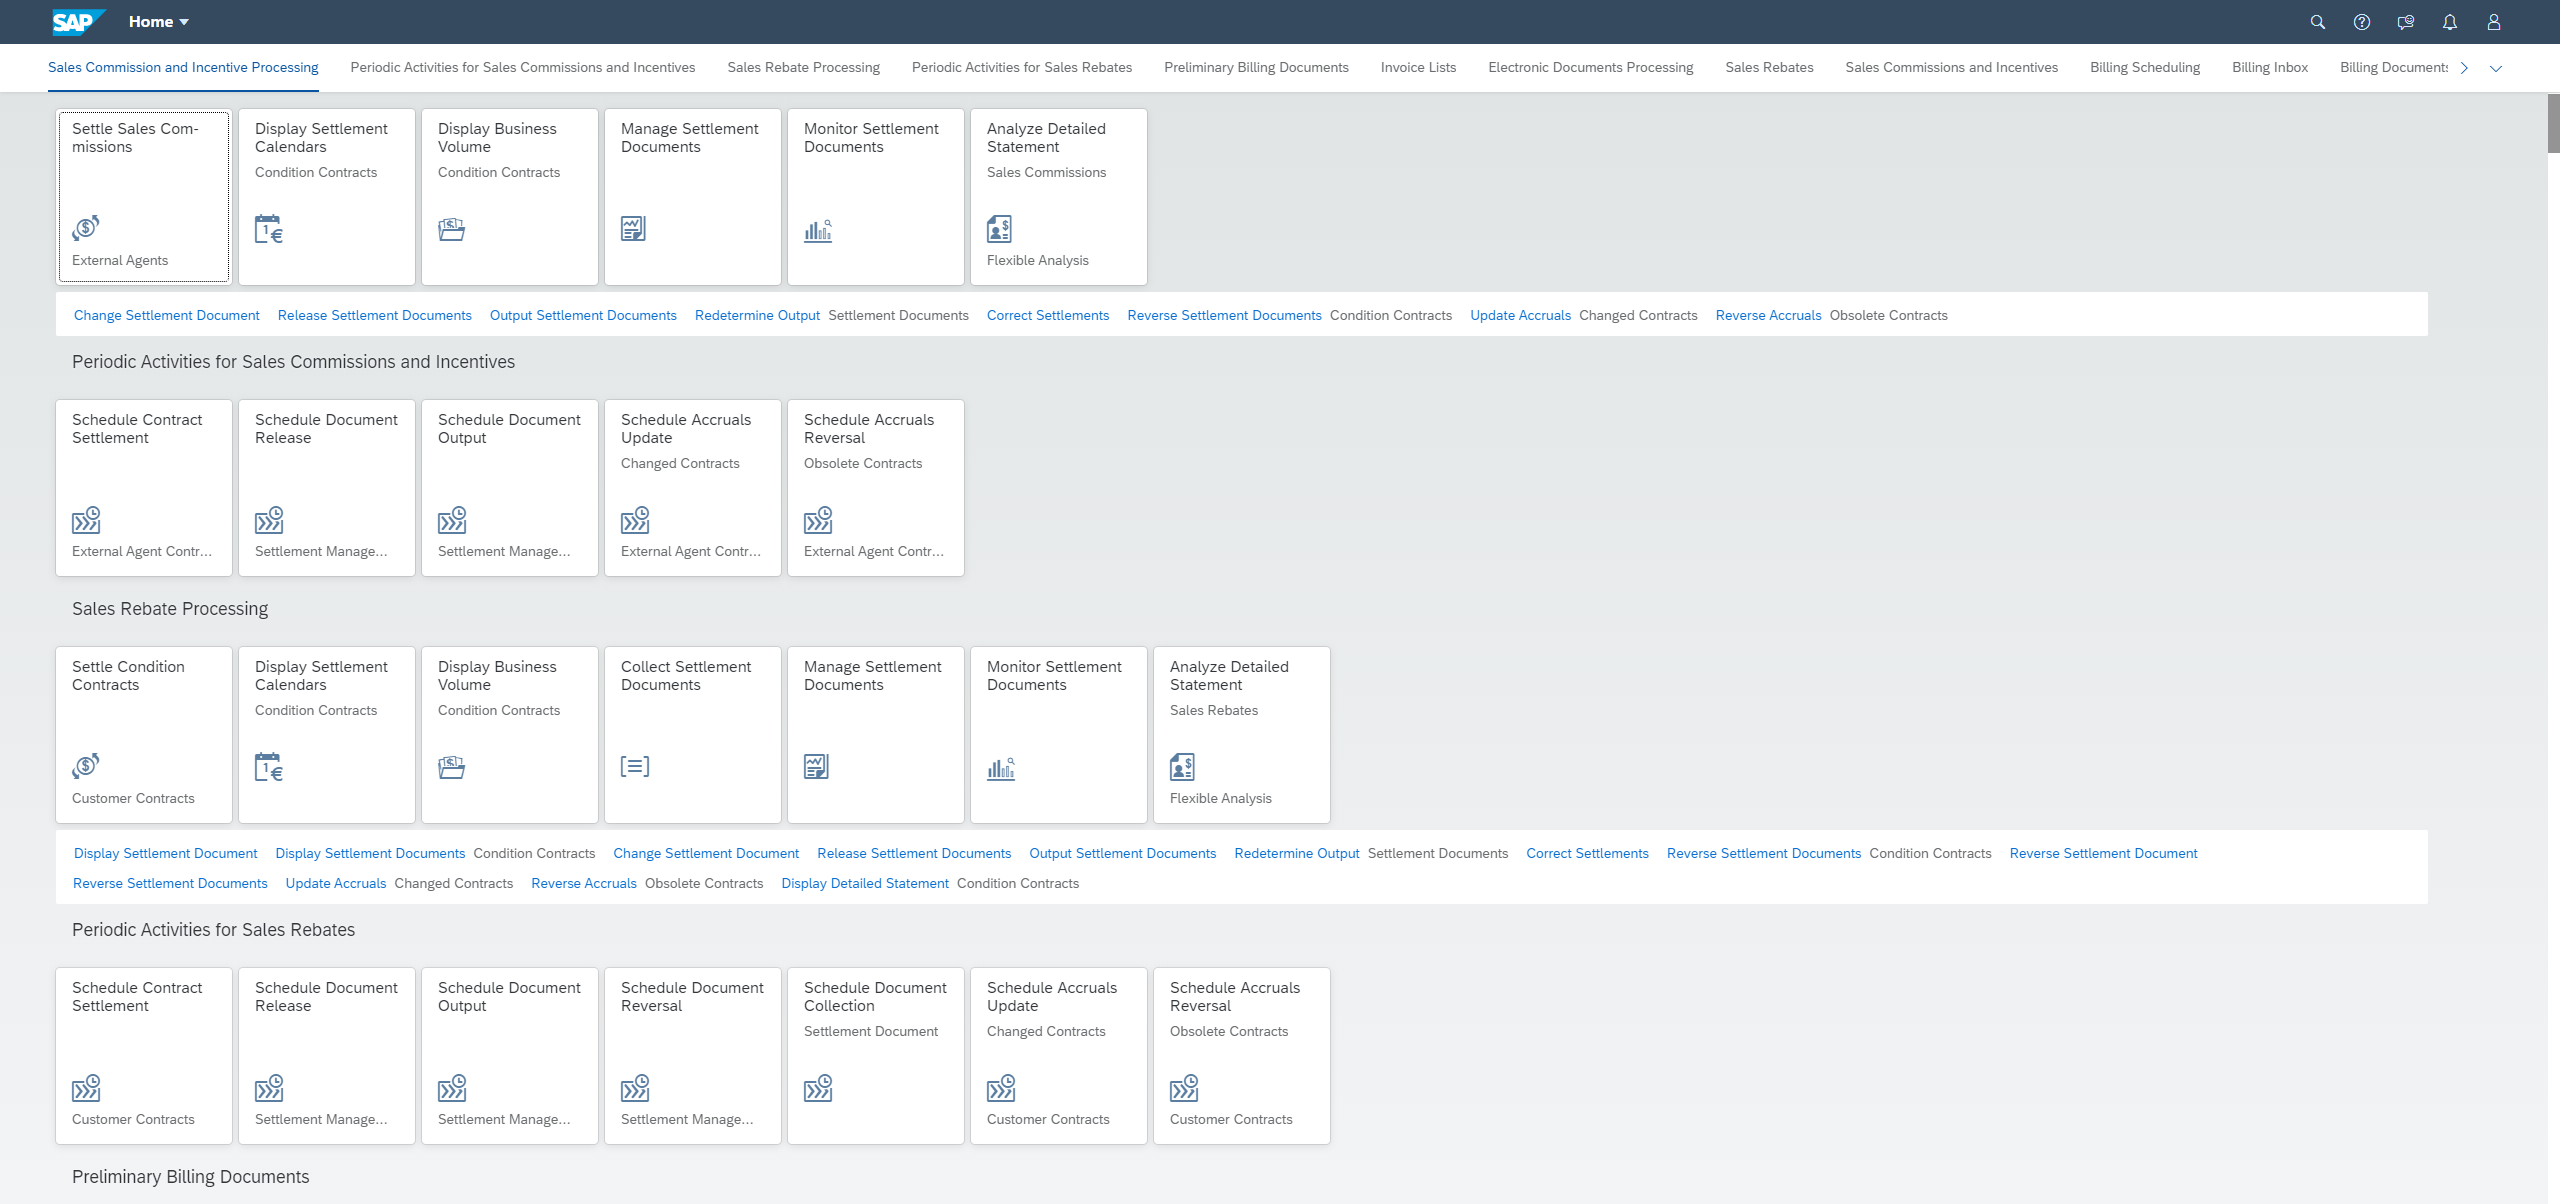 SAP Home
Sales Commission and Incentive Processing Periodic Activities for Sales Commissions and Incentives Sales Rebate Processing Periodic Activities for Sales Rebates Preliminary Billing Documents Invoice Lists Electronic Documents Processing Sales Rebates Sales Commissions and Incentives Billing Scheduling Billing Inbox Billing Documents
Settle Sales Com-
missions
External Agents
Display Settlement
Calendars
Condition Contracts
Display Business
Volume
Condition Contracts
Manage Settlement
Documents
Monitor Settlement
Documents
Analyze Detailed
Statement
Sales Commissions
Flexible Analysis
Change Settlement Document Release Settlement Documents Output Settlement Documents Redetermine Output Settlement Documents Correct Settlements Reverse Settlement Documents Condition Contracts Update Accruals Changed Contracts Reverse Accruals Obsolete Contracts
Periodic Activities for Sales Commissions and Incentives
Schedule Contract
Settlement
External Agent Contr...
Schedule Document
Release
Settlement Manage...
Schedule Document
Output
Settlement Manage...
Schedule Accruals
Update
Changed Contracts
External Agent Contr...
Schedule Accruals
Reversal
Obsolete Contracts
External Agent Contr...
Sales Rebate Processing
Settle Condition
Contracts
Customer Contracts
Display Settlement
Calendars
Condition Contracts
Display Business
Volume
Condition Contracts
Collect Settlement
Documents
Manage Settlement
Documents
Monitor Settlement
Documents
Analyze Detailed
Statement
Sales Rebates
Flexible Analysis
Display Settlement Document Display Settlement Documents Condition Contracts Change Settlement Document Release Settlement Documents Output Settlement Documents Redetermine Output Settlement Documents Correct Settlements Reverse Settlement Documents Condition Contracts Reverse Settlement Document
Reverse Settlement Documents Update Accruals Changed Contracts Reverse Accruals Obsolete Contracts Display Detailed Statement Condition Contracts
Periodic Activities for Sales Rebates
Schedule Contract
Settlement
Customer Contracts
Schedule Document
Release
Settlement Manage...
Schedule Document
Output
Settlement Manage...
Schedule Document
Reversal
Settlement Manage...
Schedule Document
Collection
Settlement Document
Schedule Accruals
Update
Changed Contracts
Customer Contracts
Schedule Accruals
Reversal
Obsolete Contracts
Customer Contracts
Preliminary Billing Documents